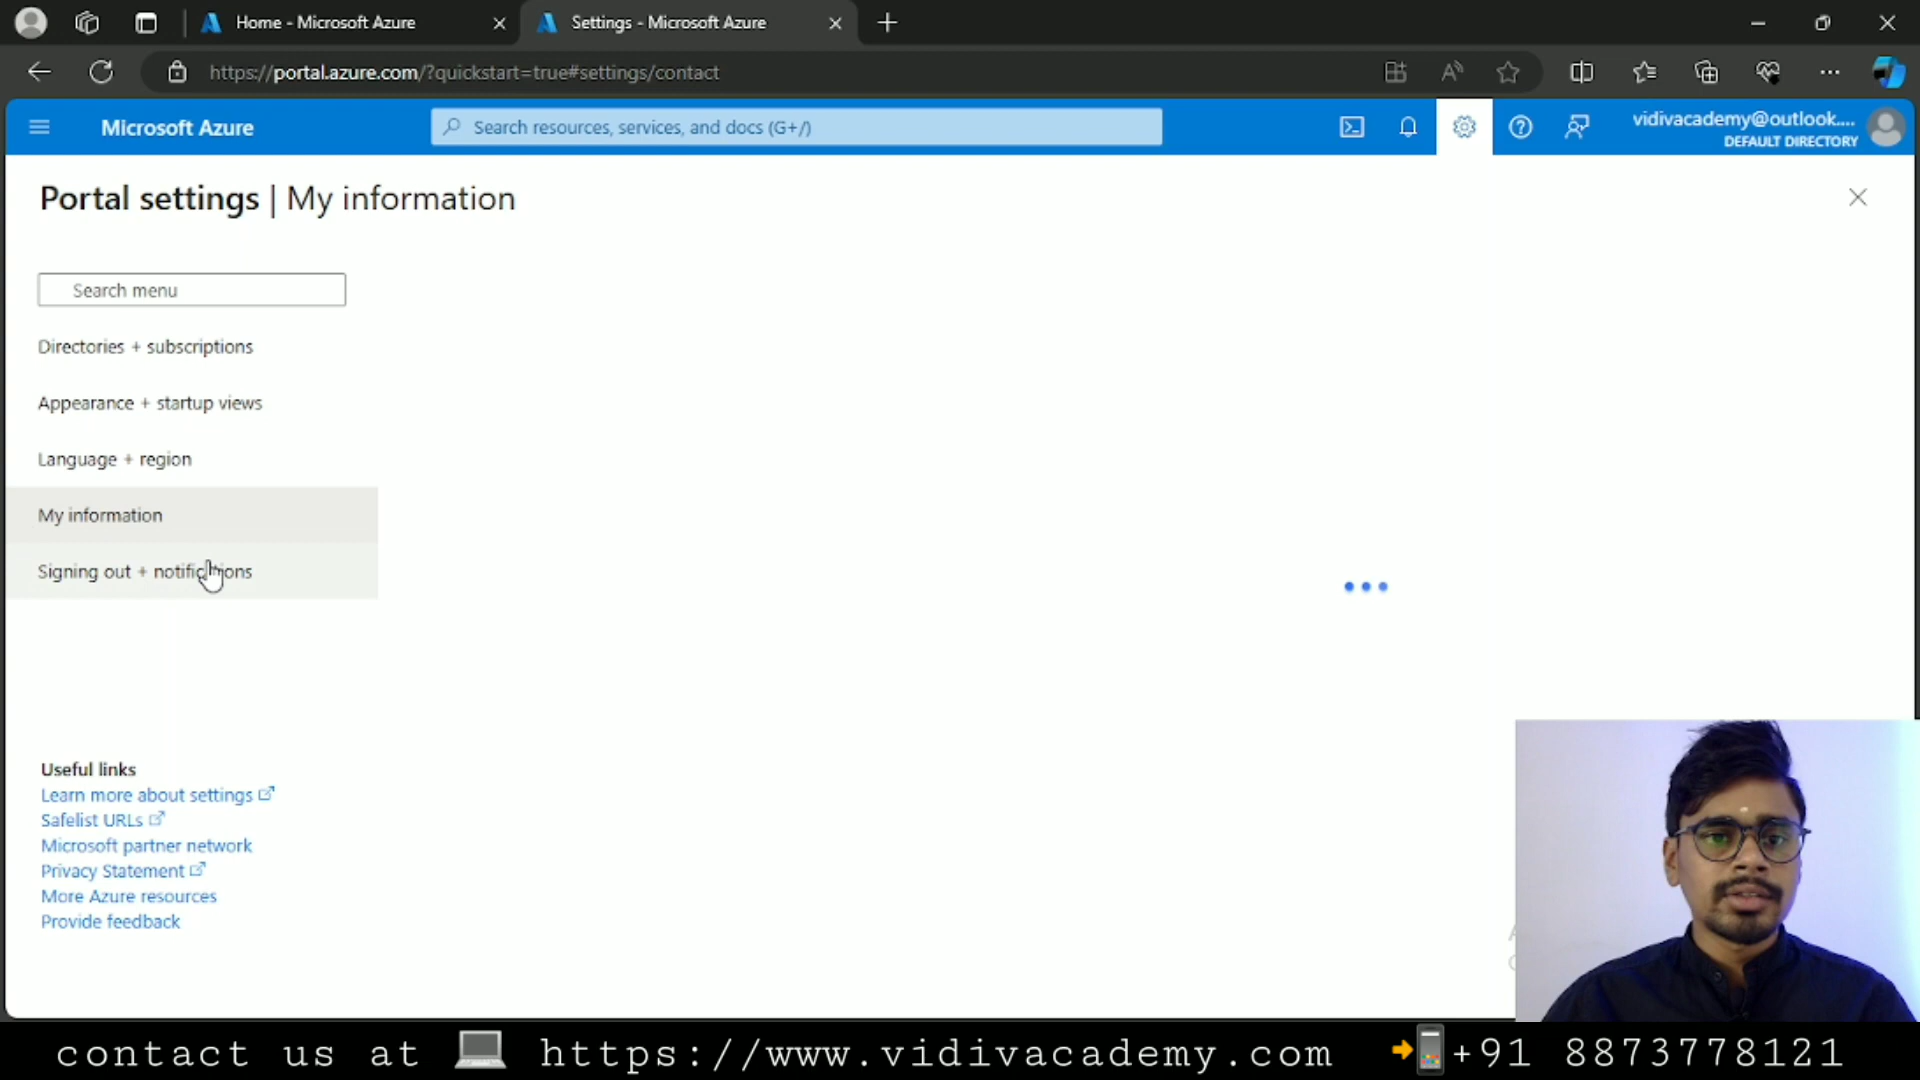 Home - Microsoft Azure
Settings - Microsoft Azure
https://portal.azure.com/?quickstart=true#settings/contact
Microsoft Azure
Search resources, services, and docs (G+/)
vidivacademy@outlook....
DEFAULT DIRECTORY
Portal settings | My information
Search menu
Directories + subscriptions
Appearance + startup views
Language + region
My information
Signing out + notifications
Useful links
Learn more about settings
Safelist URLs
Microsoft partner network
Privacy Statement
More Azure resources
Provide feedback
contact us at https://www.vidivacademy.com +91 8873778121